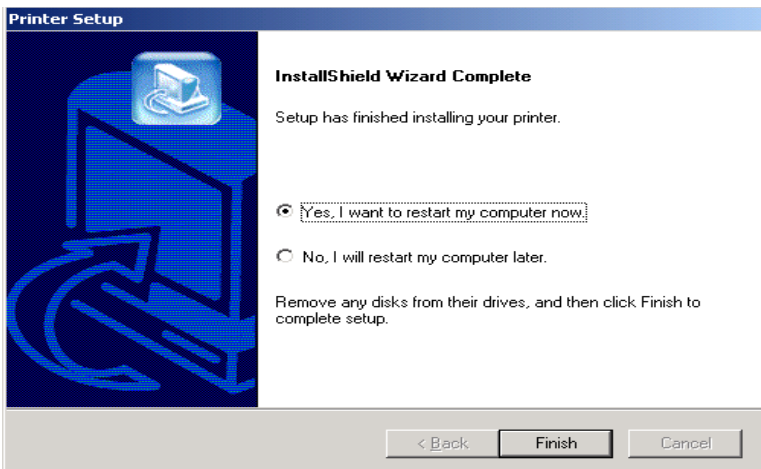 Printer Setup
InstallShield Wizard Complete
Setup has finished installing your printer.
Yes, I want to restart my computer now.
No, I will restart my computer later.
Remove any disks from their drives, and then click Finish to
complete setup.
< Back Finish Cancel